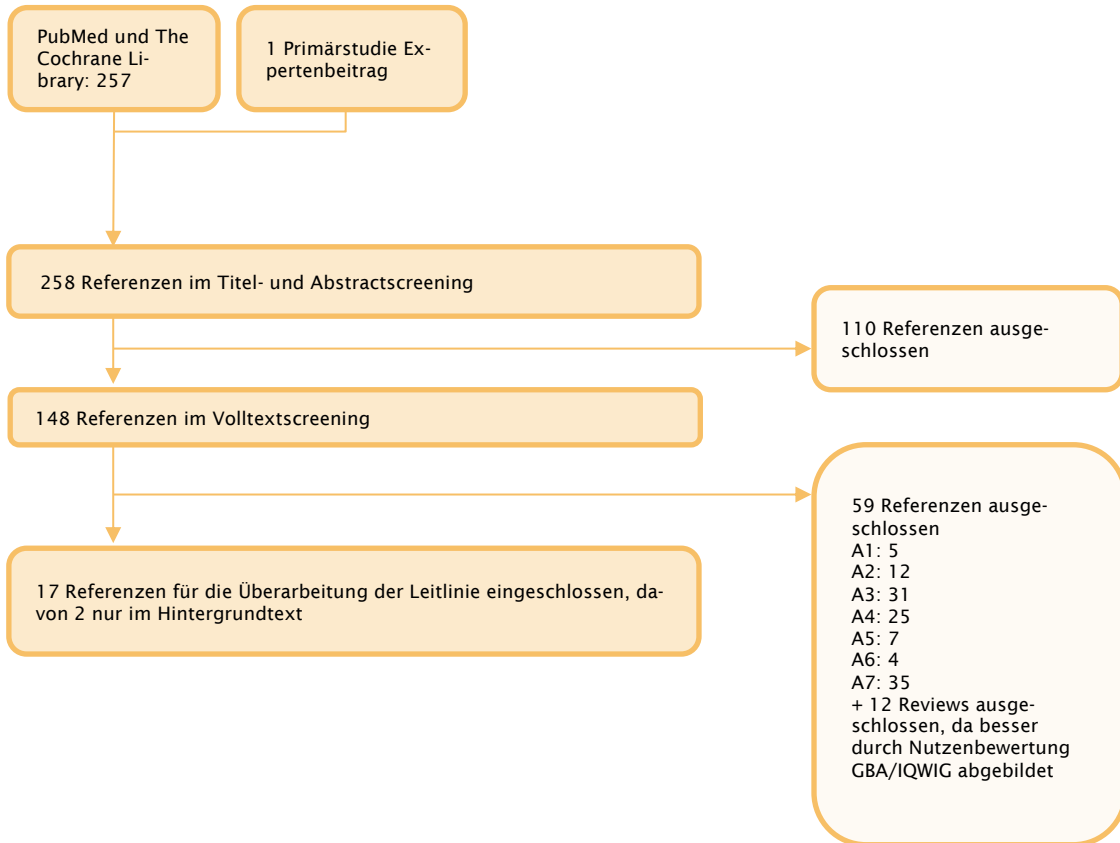 PubMed und The
Cochrane Li-
brary: 257
1 Primärstudie Ex-
pertenbeitrag
258 Referenzen im Titel- und Abstractscreening
110 Referenzen ausge-
schlossen
148 Referenzen im Volltextscreening
59 Referenzen ausge-
schlossen
A1: 5
A2: 12
A3: 31
A4: 25
A5: 7
A6: 4
A7: 35
+ 12 Reviews ausge-
schlossen, da besser
durch Nutzenbewertung
GBA/IQWIG abgebildet
17 Referenzen für die Überarbeitung der Leitlinie eingeschlossen, da-
von 2 nur im Hintergrundtext